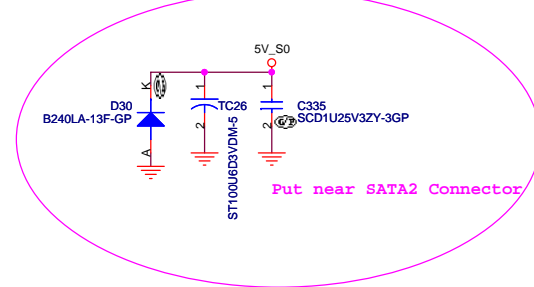 5V_S0
K
1
1
D30
TC26
C335
B240LA-13F-GP
SCD1U25V3ZY-3GP
A
2
2
ST100U6D3VDM-5
Put near SATA2 Connector